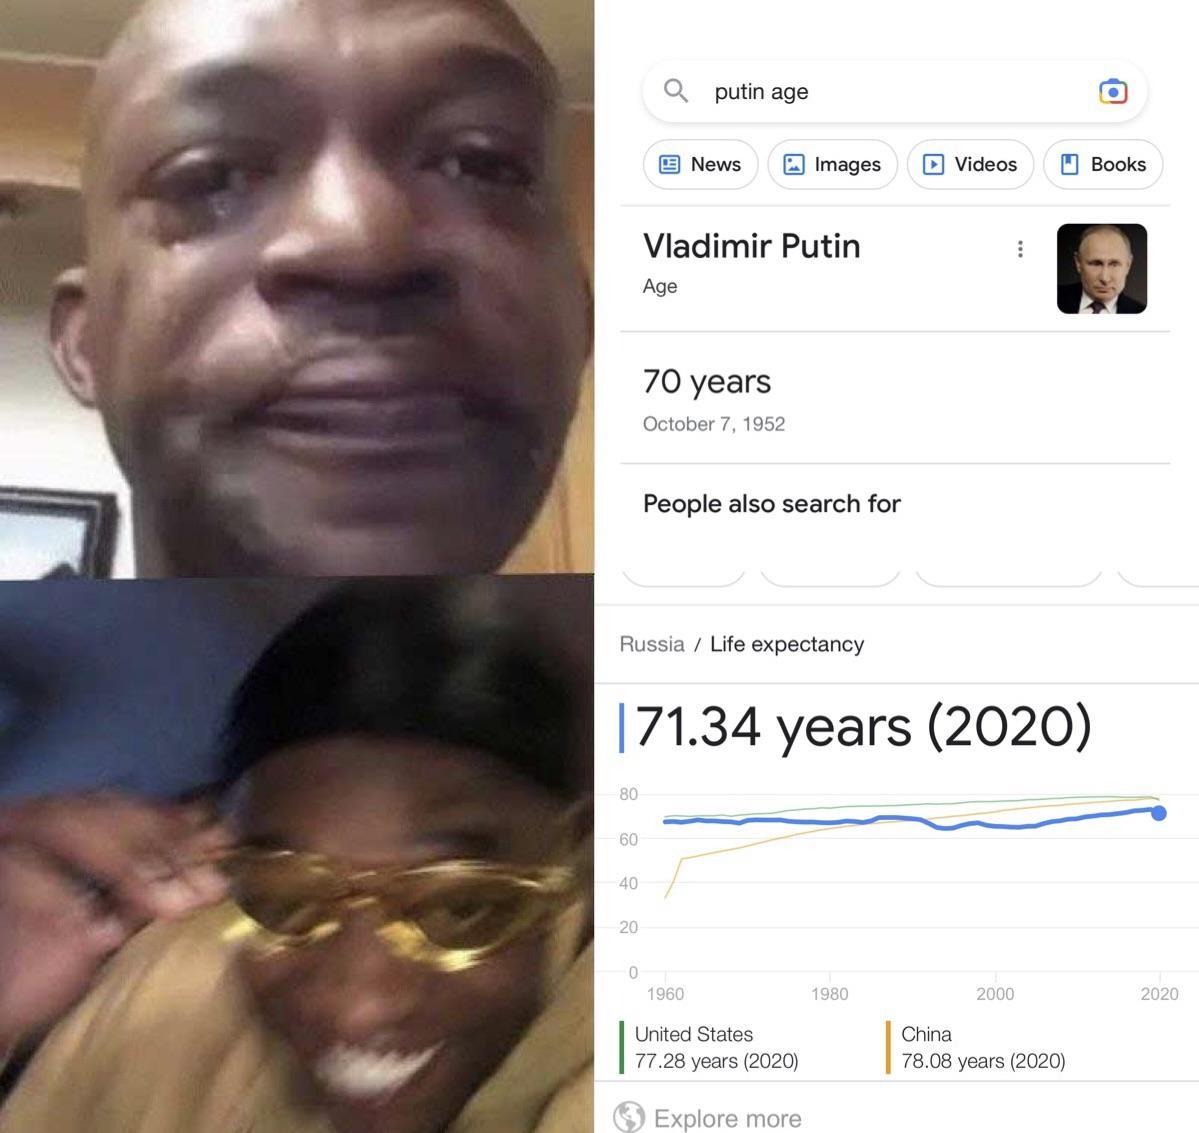 putin age
News Images Videos Books
Vladimir Putin
Age
70 years
October 7, 1952
People also search for
Russia / Life expectancy
71.34 years (2020)
80
60
40
20
0
1960 1980 2000 2020
United States
77.28 years (2020)
China
78.08 years (2020)
Explore more